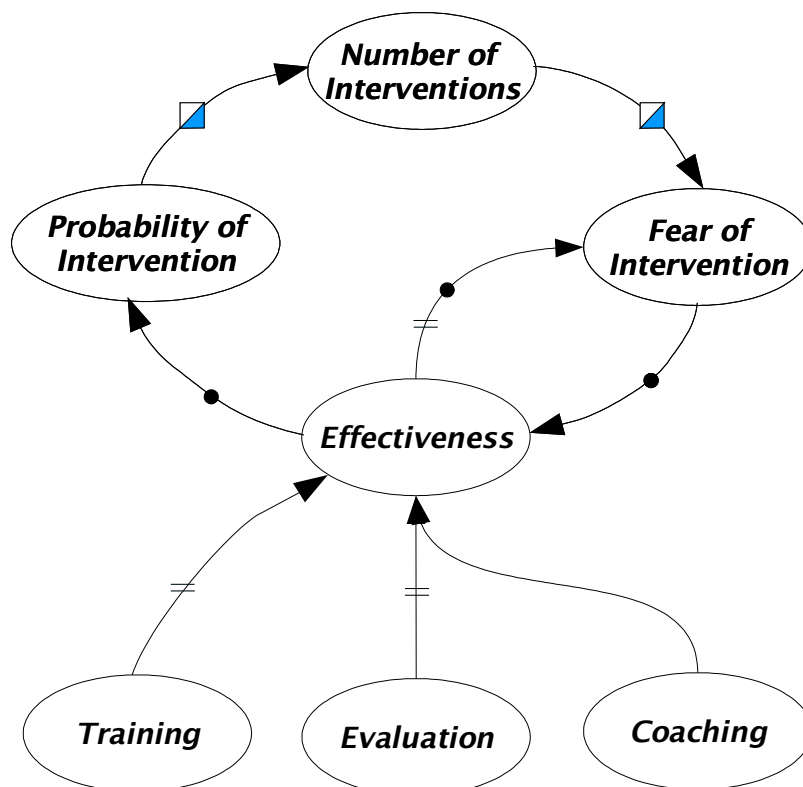 Number of
Interventions
Probability of
Intervention
Fear of
Intervention
Effectiveness
Training
Evaluation
Coaching